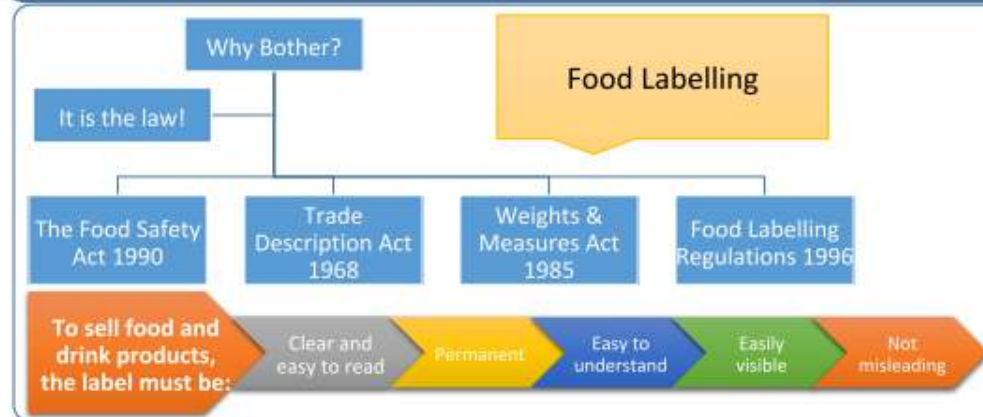 Why Bother?
Food Labelling
It is the law!
The Food Safety
Act 1990
Trade
Description Act
1968
Weights &
Measures Act
1985
Food Labelling
Regulations 1996
To sell food and
drink products,
the label must be:
Clear and
easy to read
Permanent
Easy to
understand
Easily
visible
Not
misleading